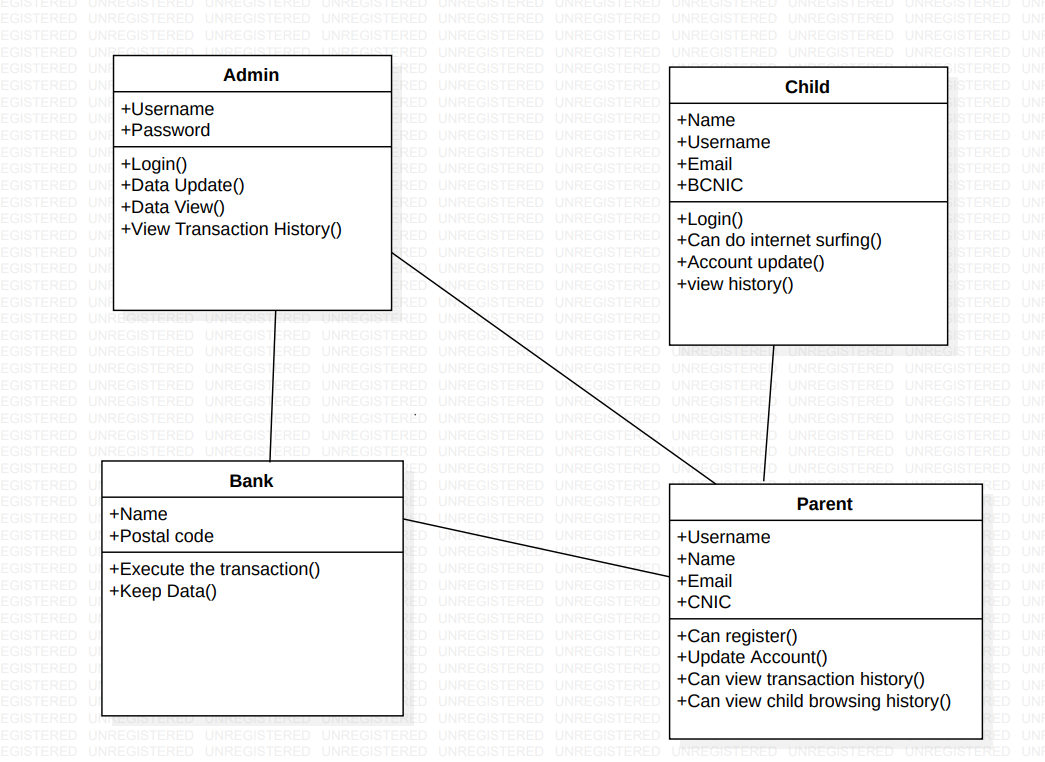 Admin
+Username
+Password
+Login()
+Data Update()
+Data View()
+View Transaction History()
Child
+Name
+Username
+Email
+BCNIC
+Login()
+Can do internet surfing()
+Account update()
+view history()
Bank
+Name
+Postal code
+Execute the transaction()
+Keep Data()
Parent
+Username
+Name
+Email
+CNIC
+Can register()
+Update Account()
+Can view transaction history()
+Can view child browsing history()
UNREGISTERED